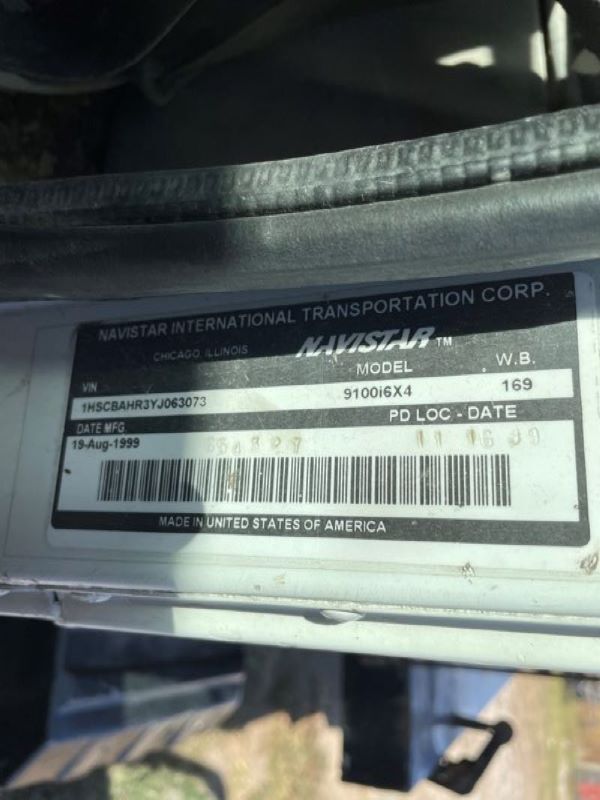 NAVISTAR INTERNATIONAL TRANSPORTATION CORP.
CHICAGO, ILLINOIS NAVISTAR™
VIN MODEL W.B.
1HSCBAHR3YJ063073 9100i6X4 169
DATE MFG PD LOC - DATE
19-Aug-1999
MADE IN UNITED STATES OF AMERICA